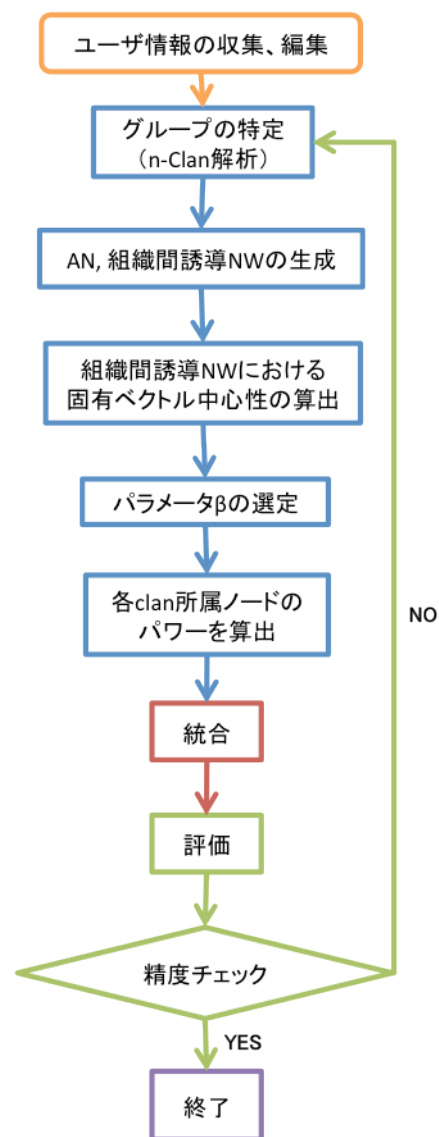 ユーザ情報の収集、編集
グループの特定
（n-Clan解析）
AN, 組織間誘導NWの生成
組織間誘導NWにおける
固有ベクトル中心性の算出
パラメータβの選定
各clan所属ノードの
パワーを算出
NO
統合
評価
精度チェック
YES
終了